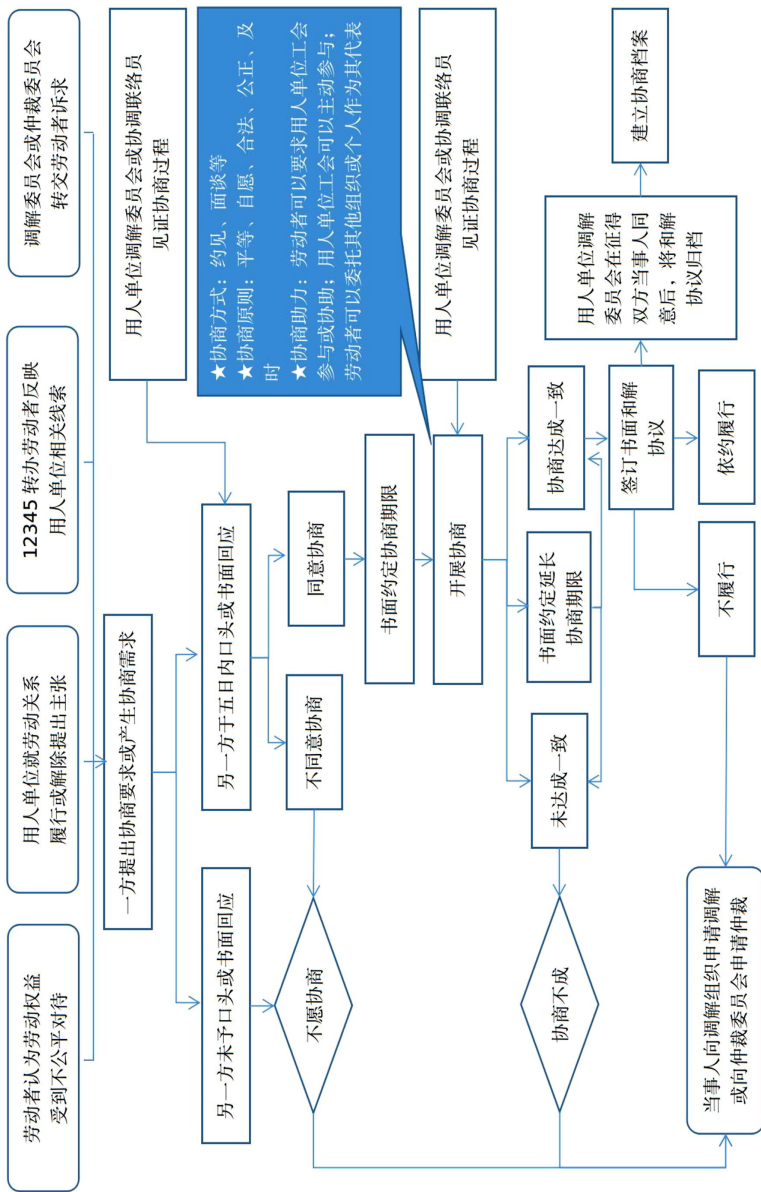 劳动者认为劳动权益
受到不公平对待
用人单位就劳动关系
履行或解除提出主张
12345 转办劳动者反映
用人单位相关线索
调解委员会或仲裁委员会
转交劳动者诉求
一方提出协商要求或产生协商需求
用人单位调解委员会或协调联络员
见证协商过程
另一方未予口头或书面回应
另一方于五日内口头或书面回应
★协商方式：约见、面谈等
★协商原则：平等、自愿、合法、公正、及
时
★协商助力：劳动者可以要求用人单位工会
参与或协助；用人单位工会可以主动参与；
劳动者可以委托其他组织或个人作为其代表
不愿协商
不同意协商
同意协商
书面约定协商期限
开展协商
用人单位调解委员会或协调联络员
见证协商过程
协商不成
未达成一致
书面约定延长
协商期限
协商达成一致
签订书面和解
协议
用人单位调解
委员会在征得
双方当事人同
意后，将和解
协议归档
建立协商档案
当事人向调解组织申请调解
或向仲裁委员会申请仲裁
不履行
依约履行